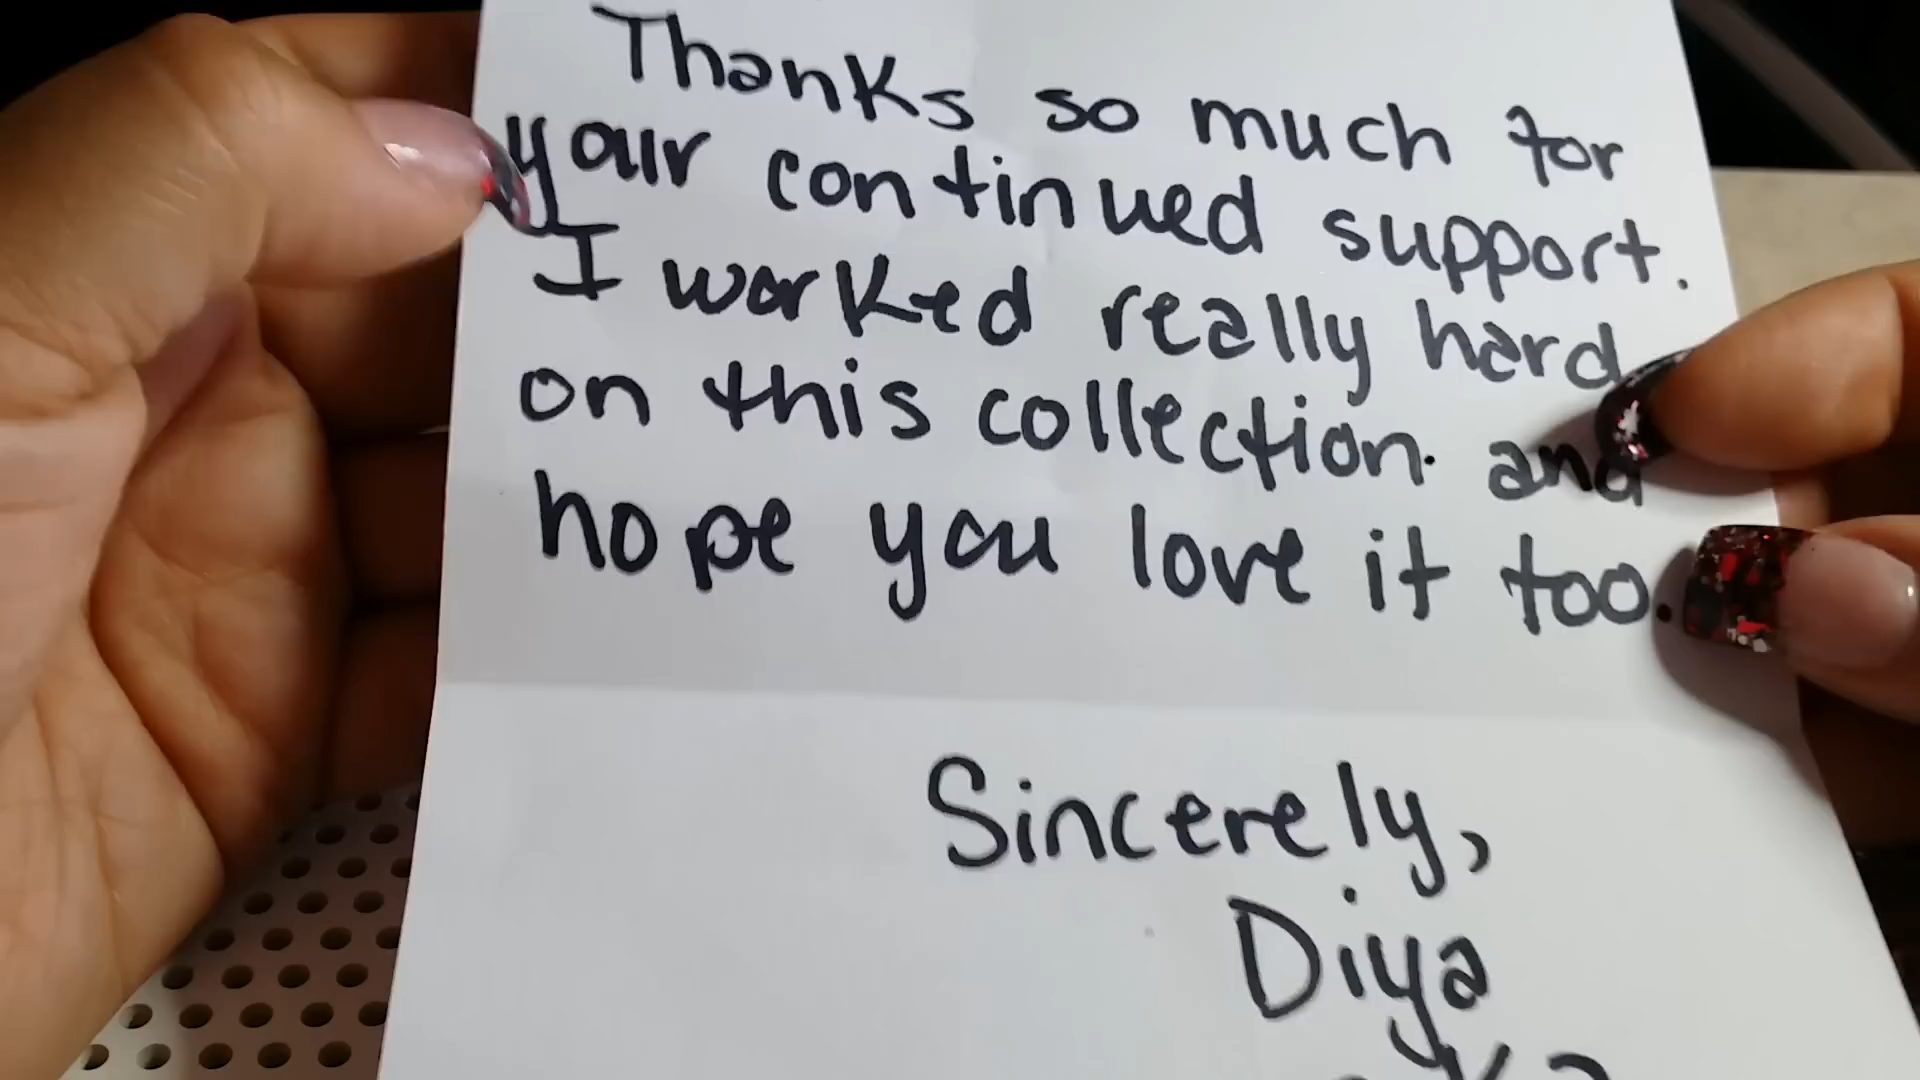 Thanks so much for
your continued support.
I worked really hard
on this collection. and
hope you love it too.
Sincerely,
Diya